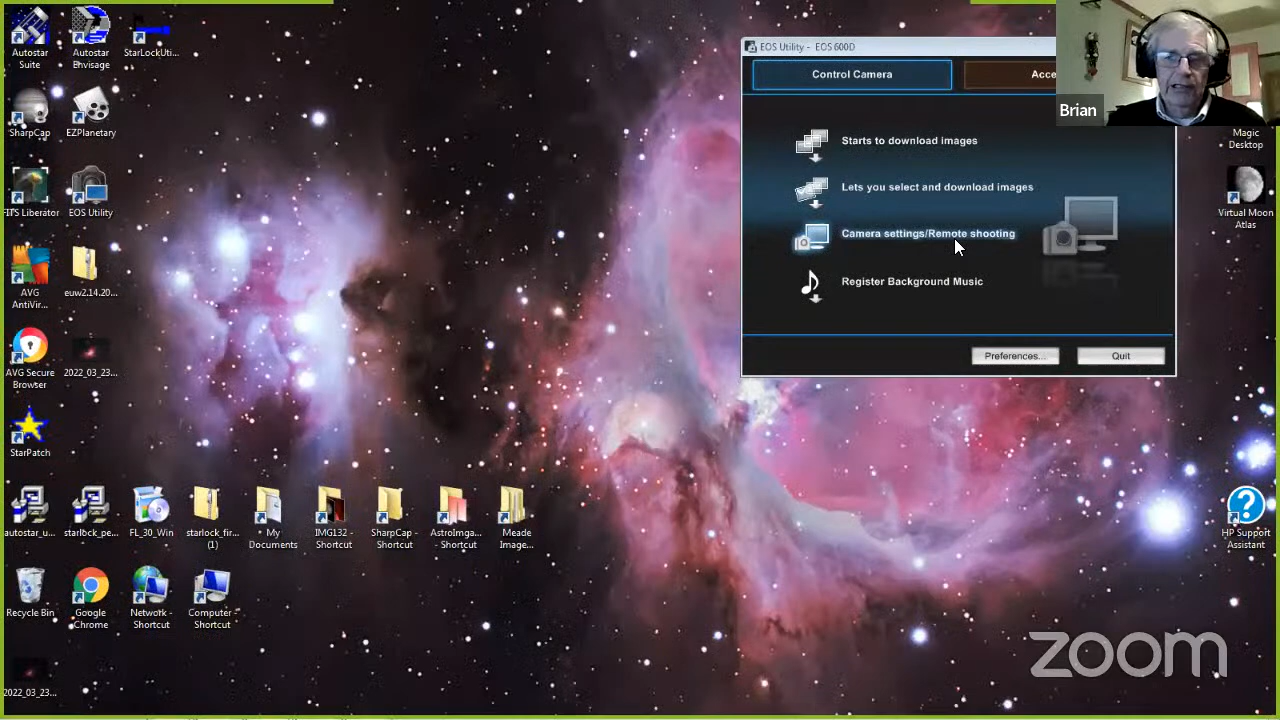 Autostar
Suite
Autostar
Envisage
StarLockUti...
SharpCap
EZPlanetary
FITS Liberator
EOS Utility
AVG
AntiVir...
euw2.14.20...
AVG Secure
Browser
2022_03_23...
StarPatch
autostar_u...
starlock_pe...
FL_30_Win
starlock_fir...
(1)
My
Documents
IMG132 -
Shortcut
SharpCap -
Shortcut
AstroImga...
- Shortcut
Meade
Image...
Recycle Bin
Google
Chrome
Network -
Shortcut
Computer -
Shortcut
2022_03_23...
EOS Utility - EOS 600D
Control Camera
Acce
Starts to download images
Lets you select and download images
Camera settings/Remote shooting
Register Background Music
Preferences...
Quit
Brian
Magic
Desktop
Virtual Moon
Atlas
HP Support
Assistant
zoom